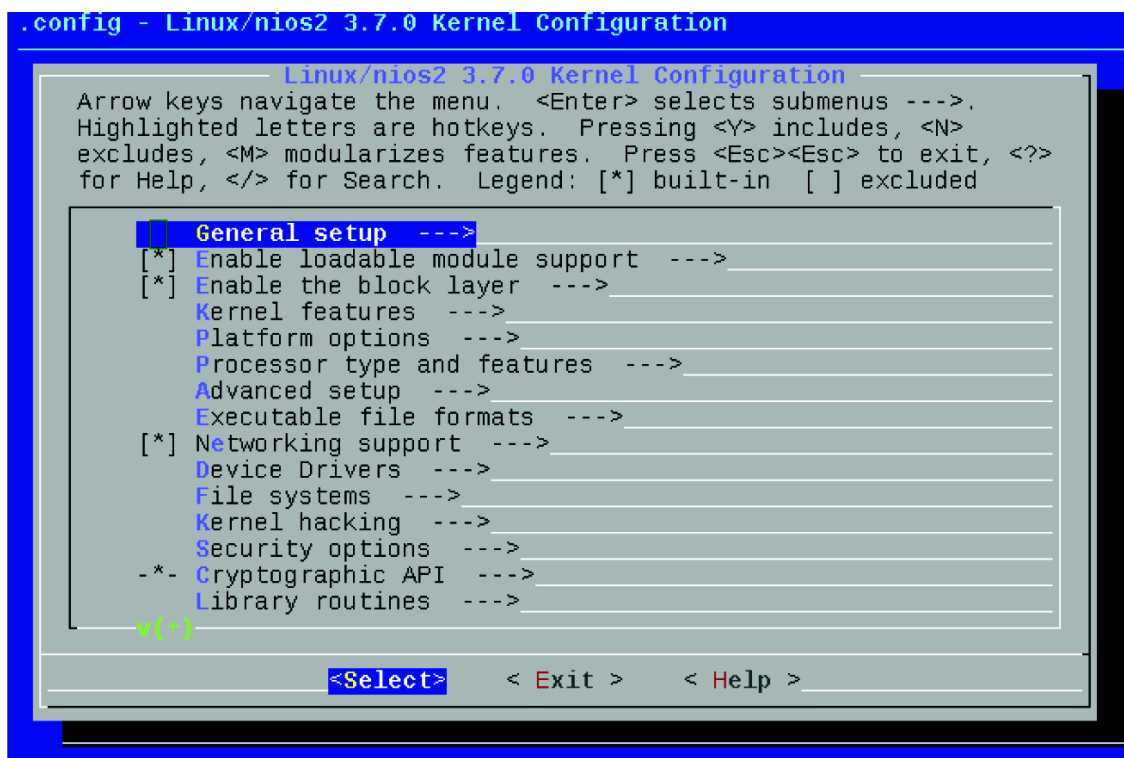 .config - Linux/nios2 3.7.0 Kernel Configuration
Linux/nios2 3.7.0 Kernel Configuration
Arrow keys navigate the menu.  <Enter> selects submenus --->.
Highlighted letters are hotkeys.  Pressing <Y> includes, <N>
excludes, <M> modularizes features.  Press <Esc><Esc> to exit, <?>
for Help, </> for Search.  Legend: [*] built-in  [ ] excluded
General setup  --->
[*] Enable loadable module support  --->
[*] Enable the block layer  --->
Kernel features  --->
Platform options  --->
Processor type and features  --->
Advanced setup  --->
Executable file formats  --->
[*] Networking support  --->
Device Drivers  --->
File systems  --->
Kernel hacking  --->
Security options  --->
-*- Cryptographic API  --->
Library routines  --->
v(+)
<Select>    < Exit >    < Help >